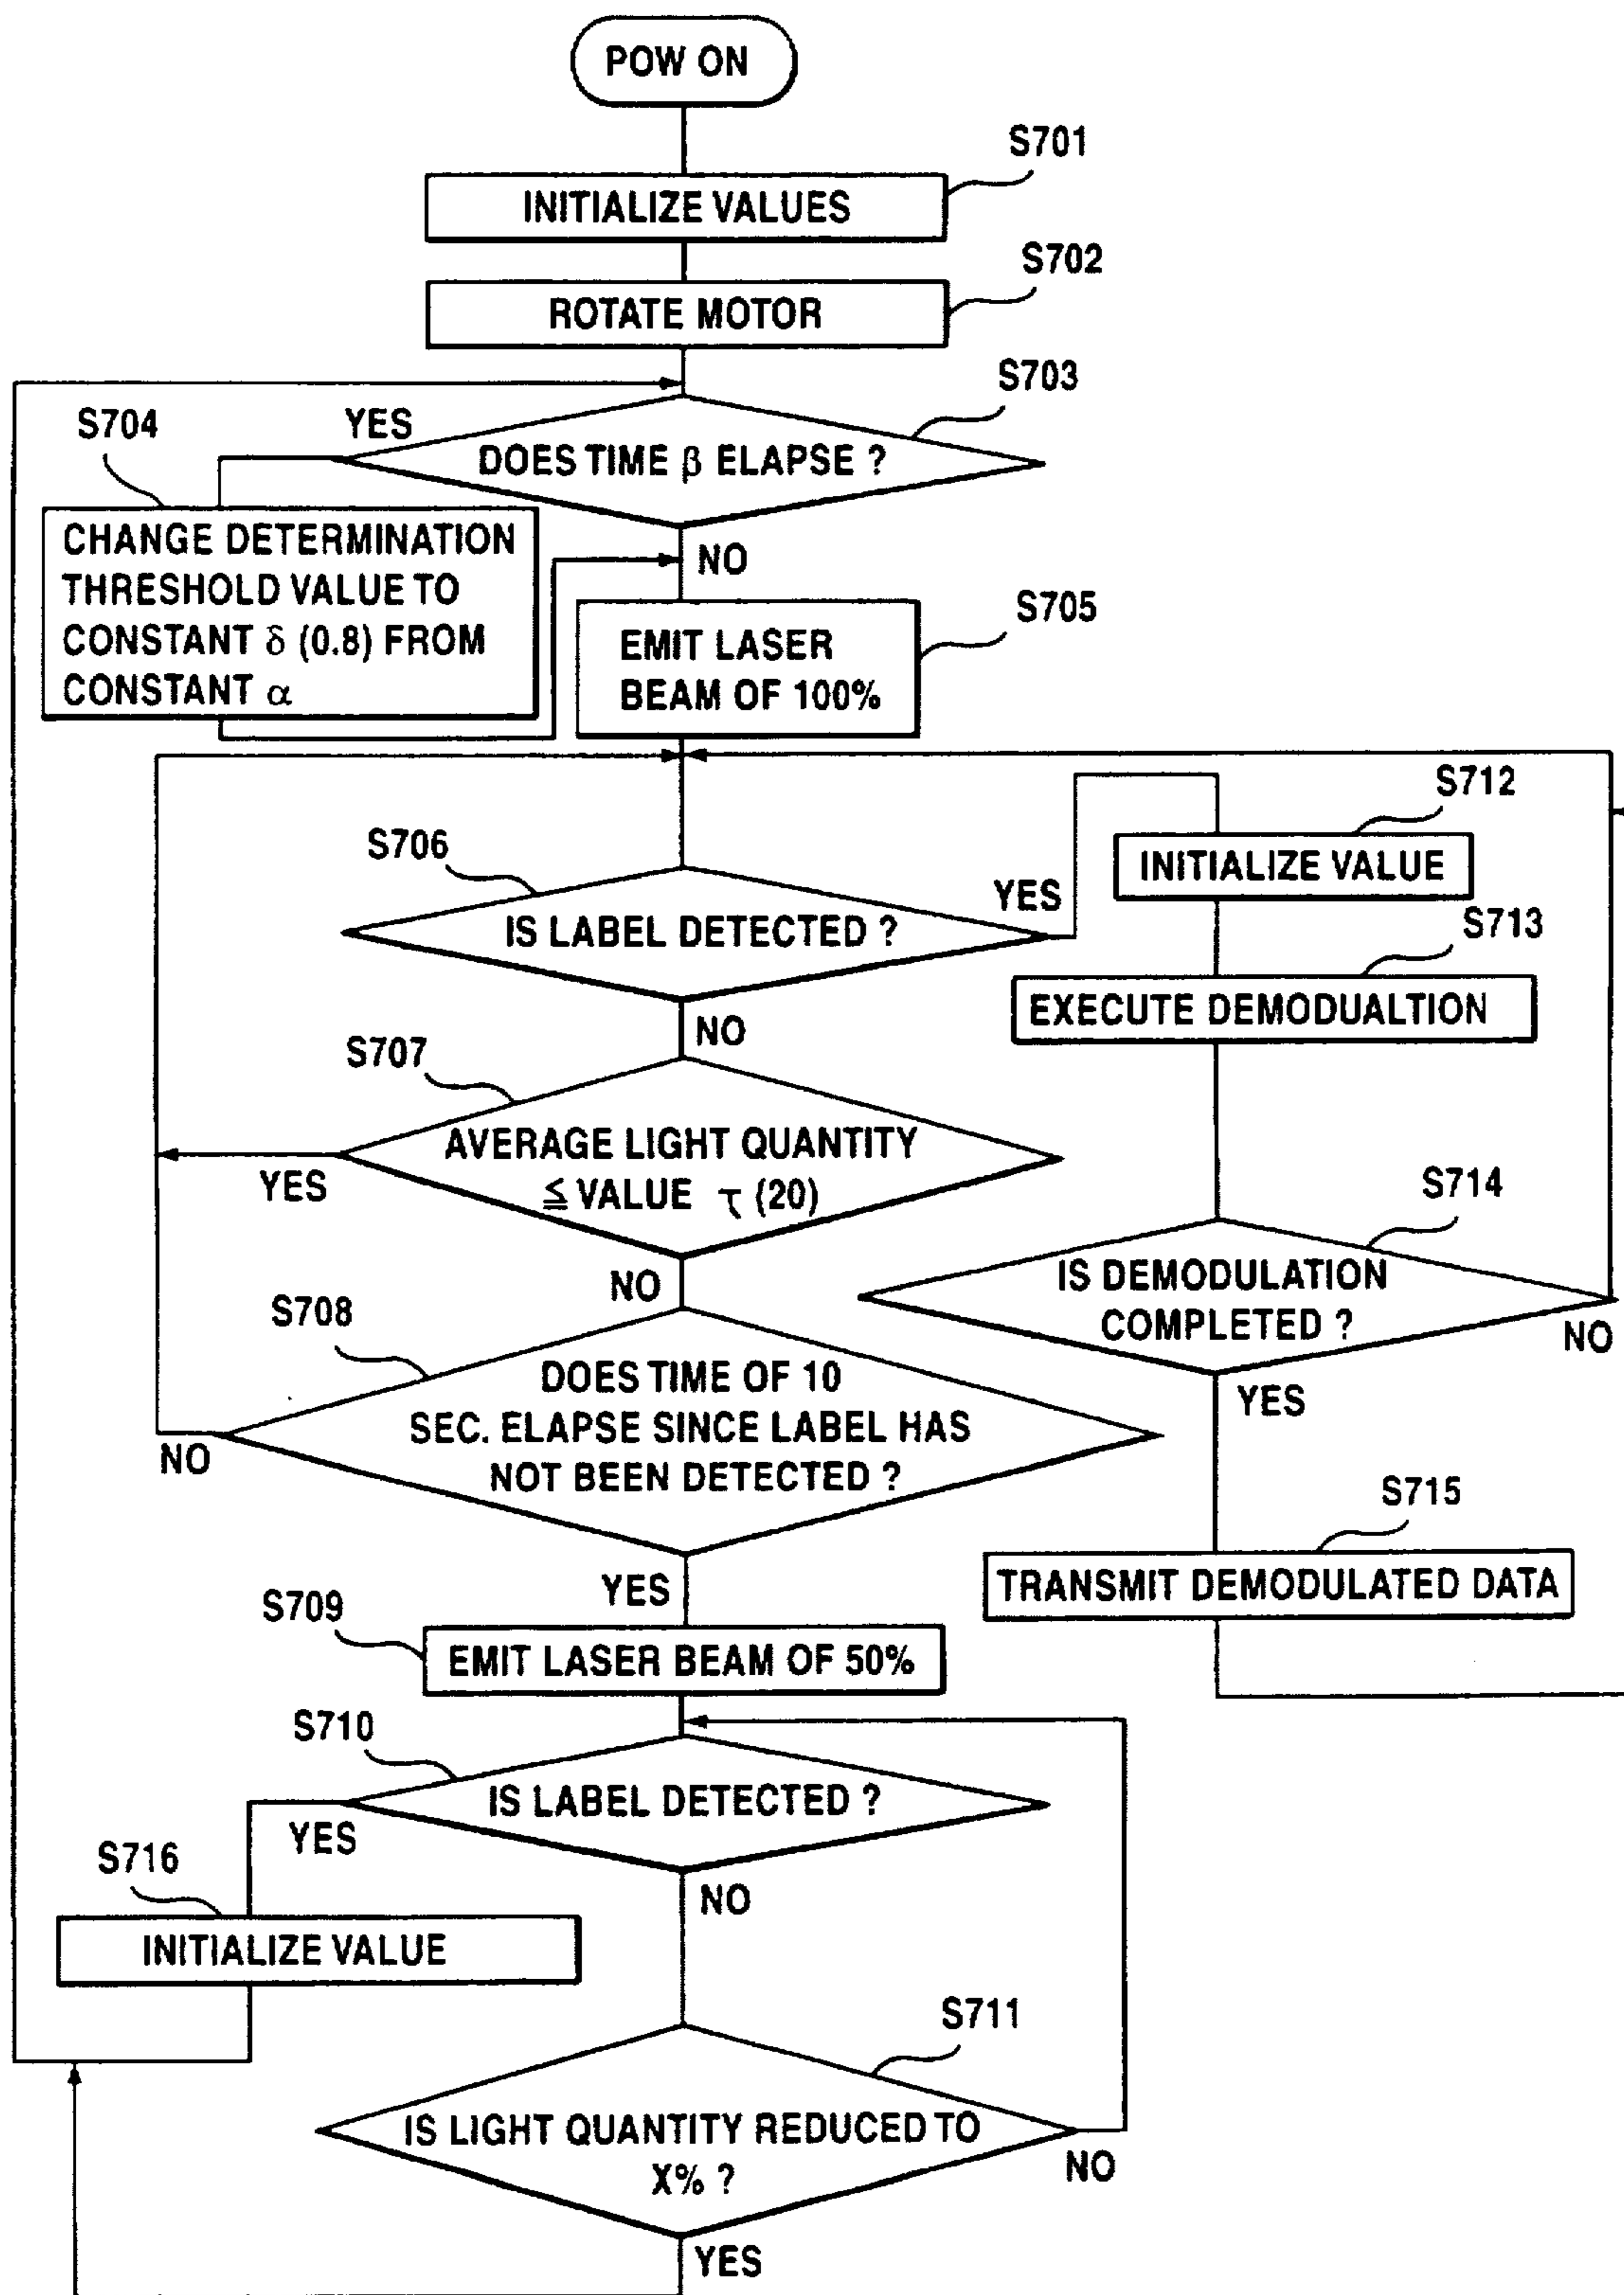 POW ON
S701
INITIALIZE VALUES
S702
ROTATE MOTOR
S703
S704
YES
DOES TIME β ELAPSE ?
CHANGE DETERMINATION
THRESHOLD VALUE TO
CONSTANT δ (0.8) FROM
CONSTANT α
NO
S705
EMIT LASER
BEAM OF 100%
S712
S706
INITIALIZE VALUE
YES
IS LABEL DETECTED ?
S713
EXECUTE DEMODUALTION
NO
S707
AVERAGE LIGHT QUANTITY
≦ VALUE τ (20)
YES
S714
NO
IS DEMODULATION
COMPLETED ?
NO
S708
DOES TIME OF 10
SEC. ELAPSE SINCE LABEL HAS
NOT BEEN DETECTED ?
NO
YES
S715
TRANSMIT DEMODULATED DATA
YES
S709
EMIT LASER BEAM OF 50%
S710
IS LABEL DETECTED ?
YES
S716
NO
INITIALIZE VALUE
S711
IS LIGHT QUANTITY REDUCED TO
X% ?
NO
YES